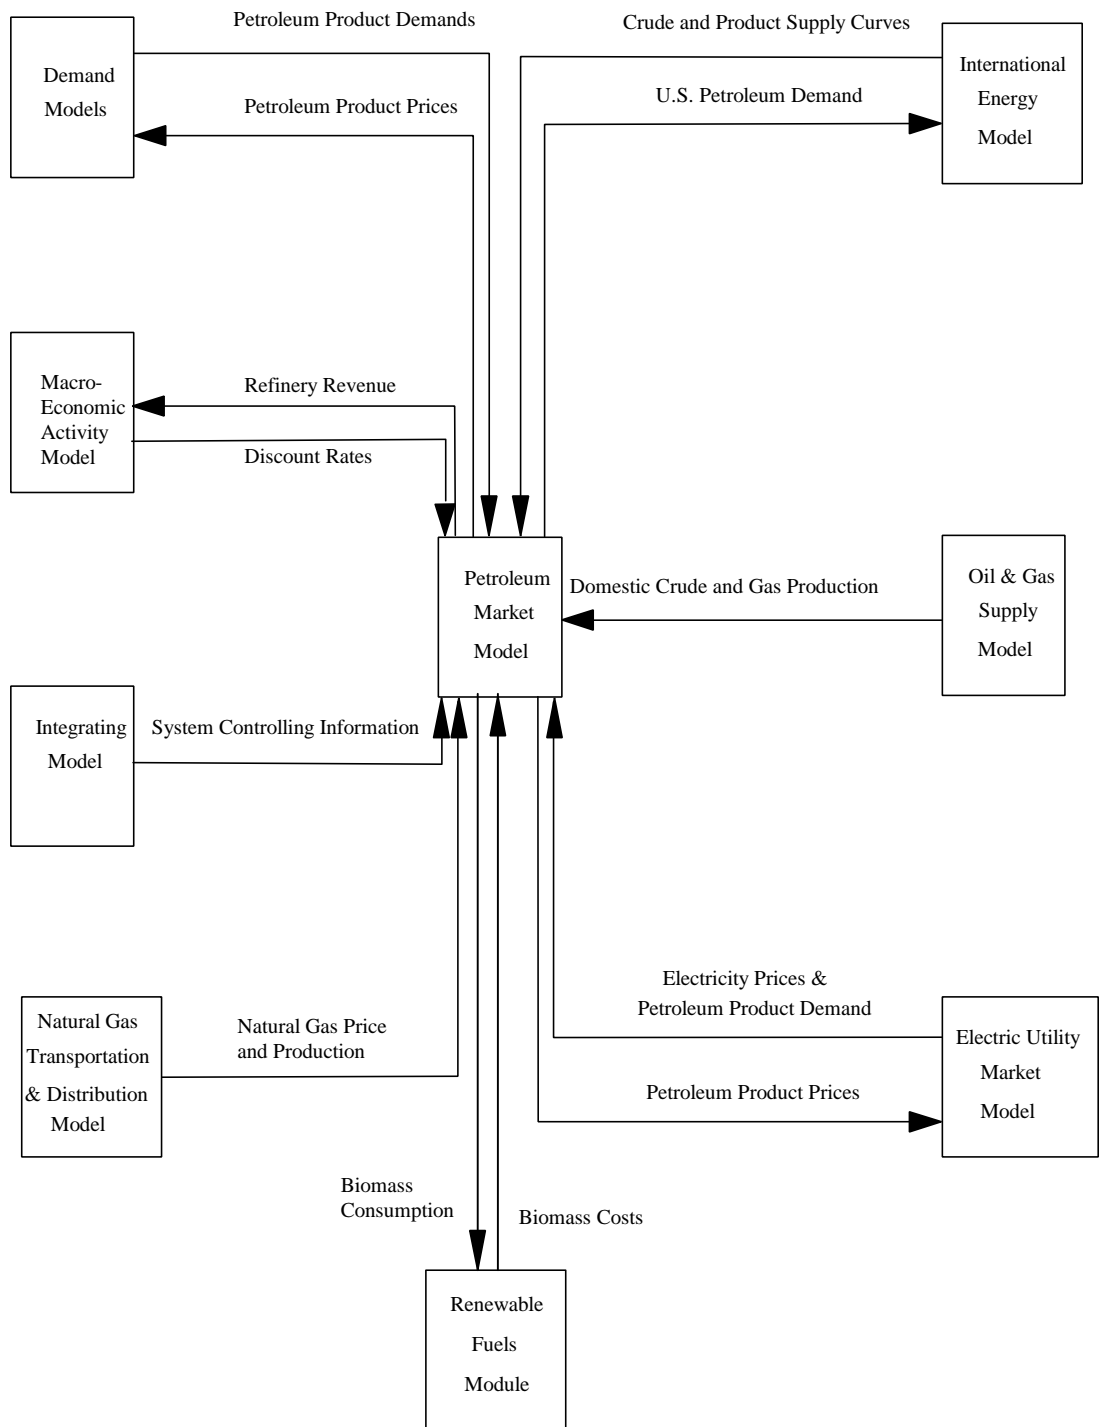 Petroleum Product Demands
Crude and Product Supply Curves
Demand
Models
International
Energy
Model
Petroleum Product Prices
U.S. Petroleum Demand
Macro-
Economic
Activity
Model
Refinery Revenue
Discount Rates
Petroleum
Market
Model
Domestic Crude and Gas Production
Oil & Gas
Supply
Model
Integrating
Model
System Controlling Information
Natural Gas
Transportation
& Distribution
Model
Natural Gas Price
and Production
Electricity Prices &
Petroleum Product Demand
Electric Utility
Market
Model
Petroleum Product Prices
Biomass
Consumption
Biomass Costs
Renewable
Fuels
Module